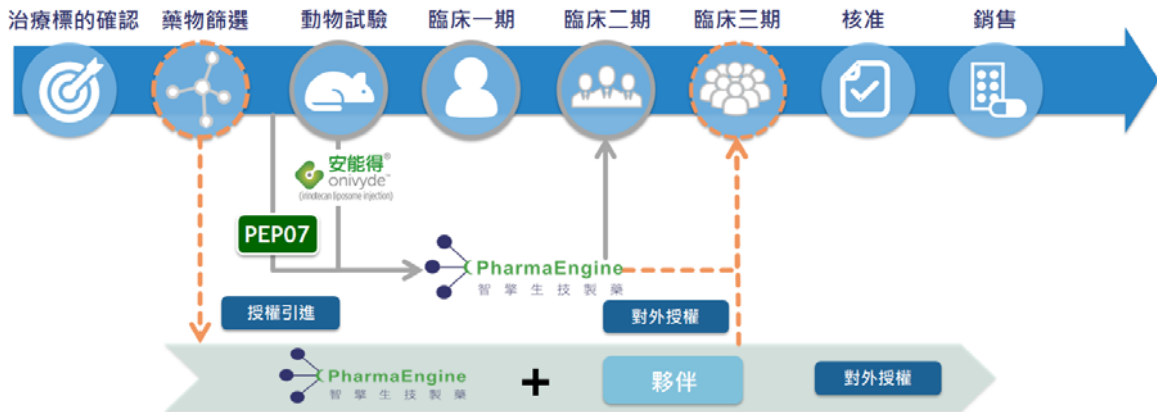 治療標的確認 藥物篩選 動物試驗 臨床一期 臨床二期 臨床三期 核准 銷售
安能得®
onivyde™
(irinotecan liposome injection)
PEP07
PharmaEngine
智擎生技製藥
授權引進
對外授權
PharmaEngine
智擎生技製藥
+
夥伴
對外授權